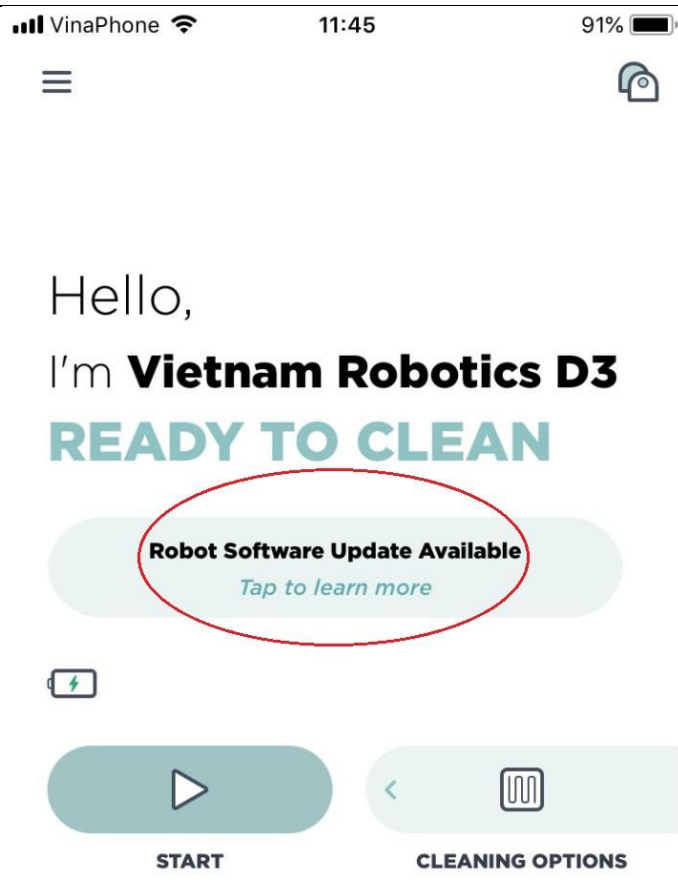 VinaPhone 11:45 91%
Hello,
I'm Vietnam Robotics D3
READY TO CLEAN
Robot Software Update Available
Tap to learn more
START CLEANING OPTIONS